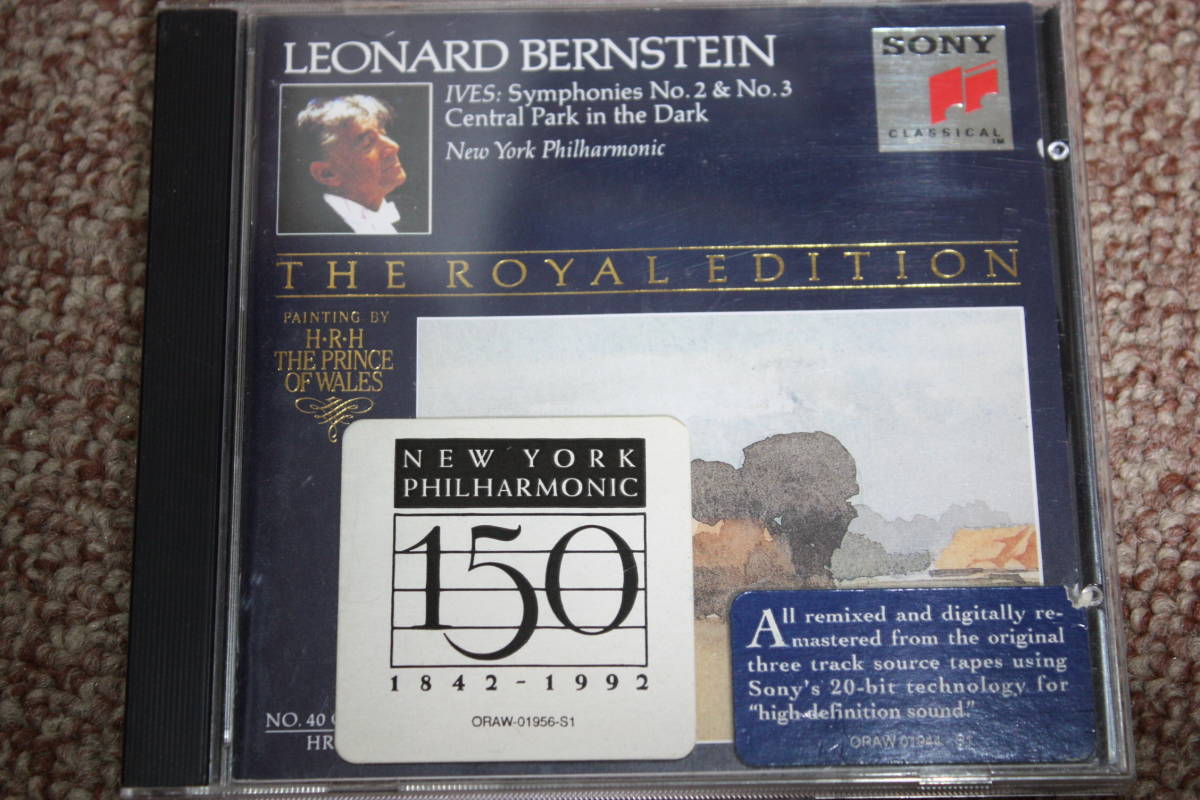 LEONARD BERNSTEIN
IVES: Symphonies No. 2 & No. 3
Central Park in the Dark
New York Philharmonic
SONY
CLASSICAL
TM
THE ROYAL EDITION
PAINTING BY
H·R·H
THE PRINCE
OF WALES
NEW YORK
PHILHARMONIC
150
1842-1992
ORAW-01956-S1
NO. 40
HR
All remixed and digitally re-
mastered from the original
three track source tapes using
Sony's 20-bit technology for
"high-definition sound."